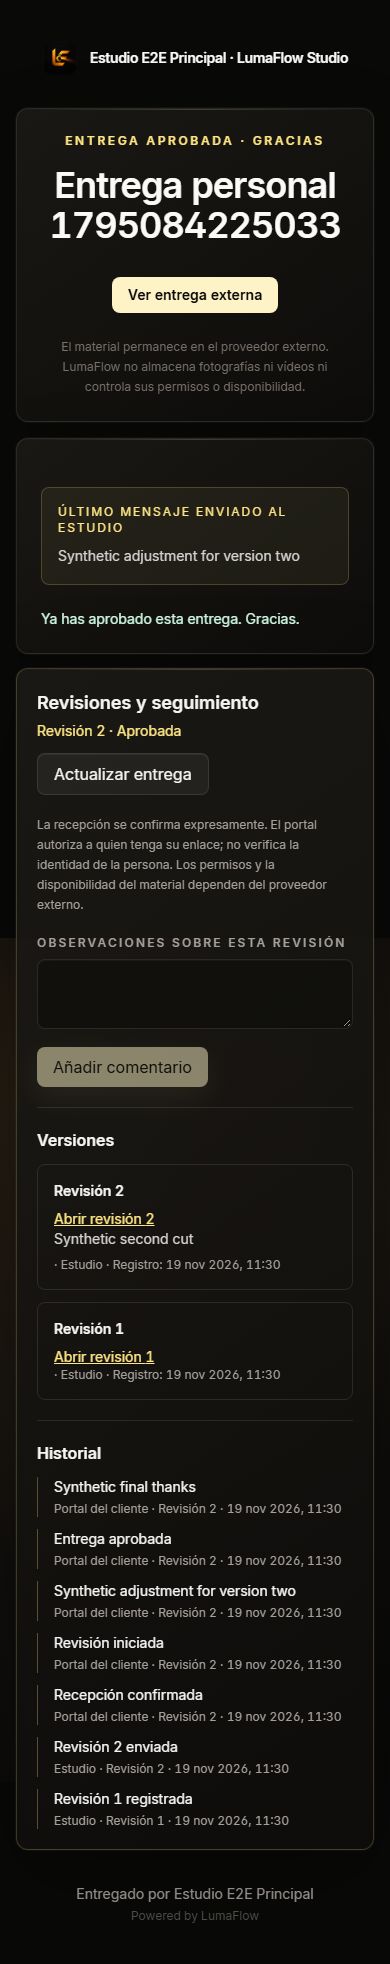 Estudio E2E Principal · LumaFlow Studio
ENTREGA APROBADA · GRACIAS
Entrega personal
1795084225033
Ver entrega externa
El material permanece en el proveedor externo.
LumaFlow no almacena fotografías ni vídeos ni
controla sus permisos o disponibilidad.
ÚLTIMO MENSAJE ENVIADO AL
ESTUDIO
Synthetic adjustment for version two
Ya has aprobado esta entrega. Gracias.
Revisiones y seguimiento
Revisión 2 · Aprobada
Actualizar entrega
La recepción se confirma expresamente. El portal
autoriza a quien tenga su enlace; no verifica la
identidad de la persona. Los permisos y la
disponibilidad del material dependen del proveedor
externo.
OBSERVACIONES SOBRE ESTA REVISIÓN
Añadir comentario
Versiones
Revisión 2
Abrir revisión 2
Synthetic second cut
· Estudio · Registro: 19 nov 2026, 11:30
Revisión 1
Abrir revisión 1
· Estudio · Registro: 19 nov 2026, 11:30
Historial
Synthetic final thanks
Portal del cliente · Revisión 2 · 19 nov 2026, 11:30
Entrega aprobada
Portal del cliente · Revisión 2 · 19 nov 2026, 11:30
Synthetic adjustment for version two
Portal del cliente · Revisión 2 · 19 nov 2026, 11:30
Revisión iniciada
Portal del cliente · Revisión 2 · 19 nov 2026, 11:30
Recepción confirmada
Portal del cliente · Revisión 2 · 19 nov 2026, 11:30
Revisión 2 enviada
Estudio · Revisión 2 · 19 nov 2026, 11:30
Revisión 1 registrada
Estudio · Revisión 1 · 19 nov 2026, 11:30
Entregado por Estudio E2E Principal
Powered by LumaFlow